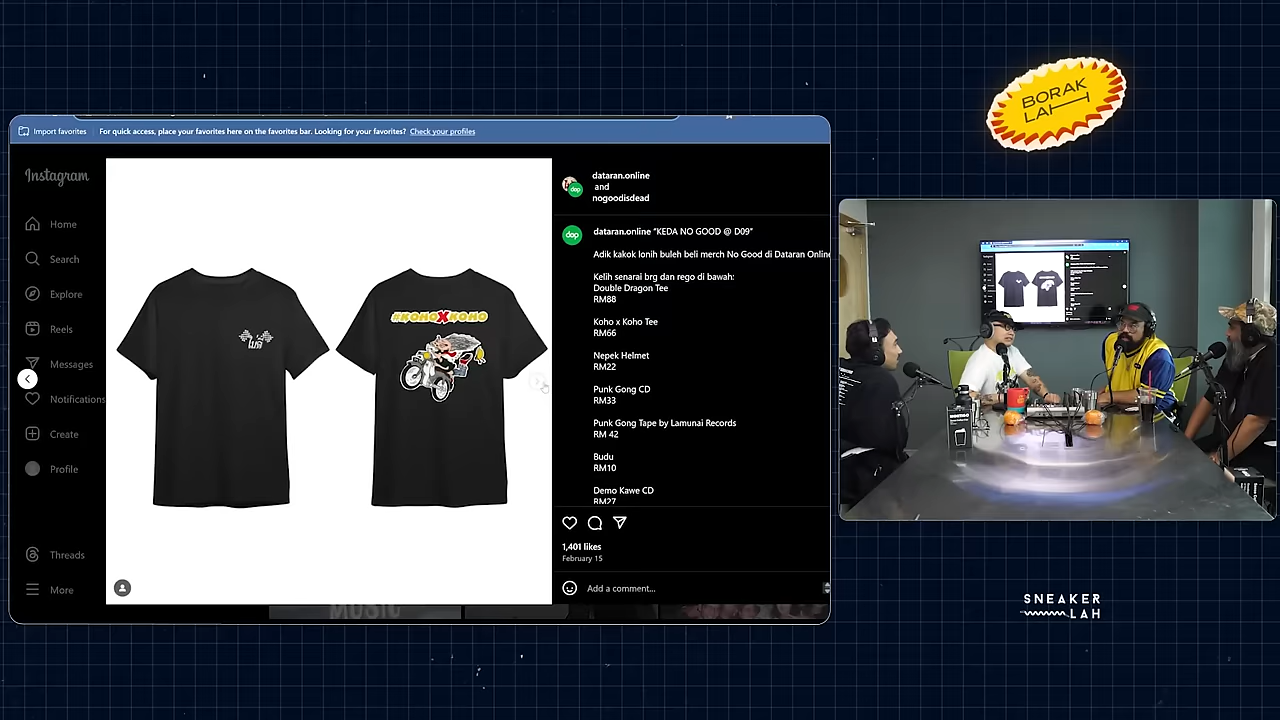 Import favorites
For quick access, place your favorites here on the favorites bar. Looking for your favorites? Check your profiles
Instagram
Home
Search
Explore
Reels
Messages
Notifications
Create
Profile
Threads
More
#KOHOXKOHO
dataran.online
and
nogoodisdead
dop
dop
dataran.online "KEDA NO GOOD @ D09"
Adik kakok lonih buleh beli merch No Good di Dataran Online
Kelih senarai brg dan rego di bawah:
Double Dragon Tee
RM88
Koho x Koho Tee
RM66
Nepek Helmet
RM22
Punk Gong CD
RM33
Punk Gong Tape by Lamunai Records
RM 42
Budu
RM10
Demo Kawe CD
RM27
1,401 likes
February 15
Add a comment...
MUSIC
BORAK
LAH
SNEAKER
LAH